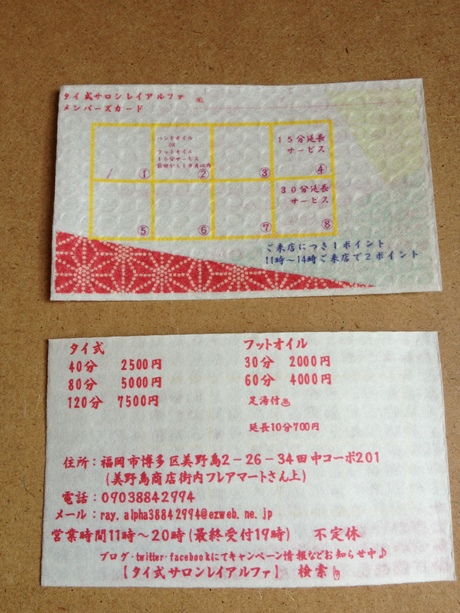 タイ式サロンレイアルファ
メンバーズカード
/ ①
ハンドオイル
or
フットオイル
10分サービス
②
③
15分延長
サービス
④
⑤
⑥
⑦
30分延長
サービス
⑧
ご来店につき1ポイント
11時～14時ご来店で2ポイント
タイ式 フットオイル
40分 2500円 30分 2000円
80分 5000円 60分 4000円
120分 7500円 足湯付♨
延長10分700円
住所：福岡市博多区美野島2－26－34田中コーポ201
(美野島商店街内フレアマートさん上)
電話：07038842994
メール：ray.alpha38842994@ezweb.ne.jp
営業時間11時～20時(最終受付19時) 不定休
ブログ・twitter・facebookにてキャンペーン情報などお知らせ中♪
【タイ式サロンレイアルファ】 検索